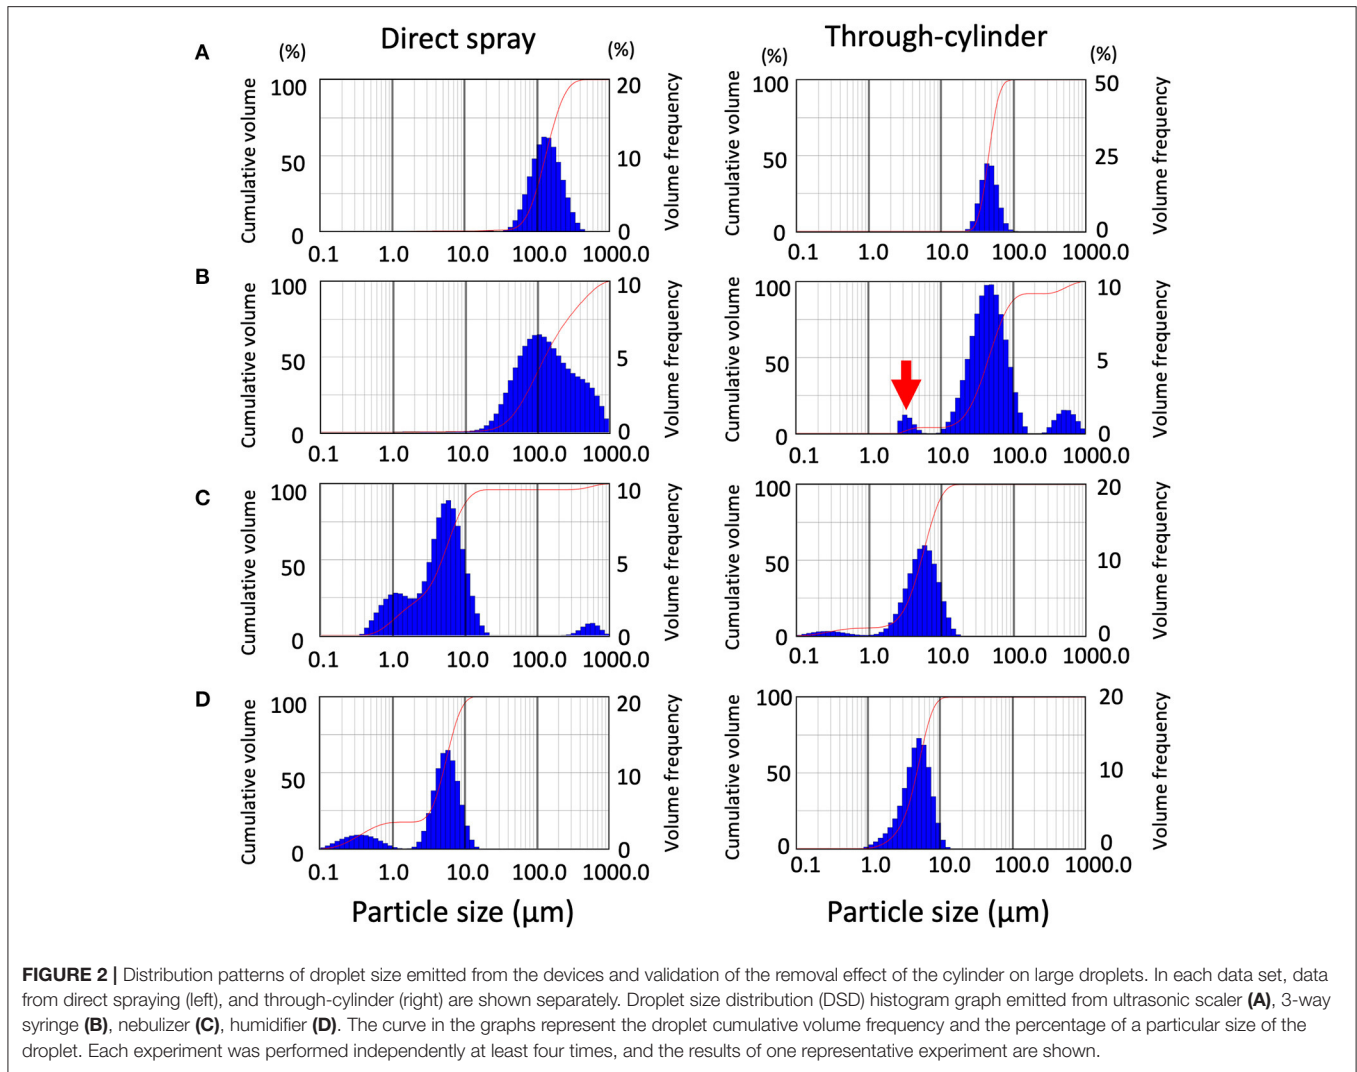 Direct spray
Through-cylinder
A
(%)
(%)
(%)
(%)
Cumulative volume
100
50
0
20
10
0
Volume frequency
0.1 1.0 10.0 100.0 1000.0
Cumulative volume
100
50
0
50
25
0
Volume frequency
0.1 1.0 10.0 100.0 1000.0
B
Cumulative volume
100
50
0
10
5
0
Volume frequency
0.1 1.0 10.0 100.0 1000.0
Cumulative volume
100
50
0
10
5
0
Volume frequency
0.1 1.0 10.0 100.0 1000.0
C
Cumulative volume
100
50
0
10
5
0
Volume frequency
0.1 1.0 10.0 100.0 1000.0
Cumulative volume
100
50
0
20
10
0
Volume frequency
0.1 1.0 10.0 100.0 1000.0
D
Cumulative volume
100
50
0
20
10
0
Volume frequency
0.1 1.0 10.0 100.0 1000.0
Cumulative volume
100
50
0
20
10
0
Volume frequency
0.1 1.0 10.0 100.0 1000.0
Particle size (μm)
Particle size (μm)
FIGURE 2 | Distribution patterns of droplet size emitted from the devices and validation of the removal effect of the cylinder on large droplets. In each data set, data
from direct spraying (left), and through-cylinder (right) are shown separately. Droplet size distribution (DSD) histogram graph emitted from ultrasonic scaler (A), 3-way
syringe (B), nebulizer (C), humidifier (D). The curve in the graphs represent the droplet cumulative volume frequency and the percentage of a particular size of the
droplet. Each experiment was performed independently at least four times, and the results of one representative experiment are shown.